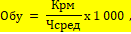 Обу = Крм / Чсред х 1 000 ,